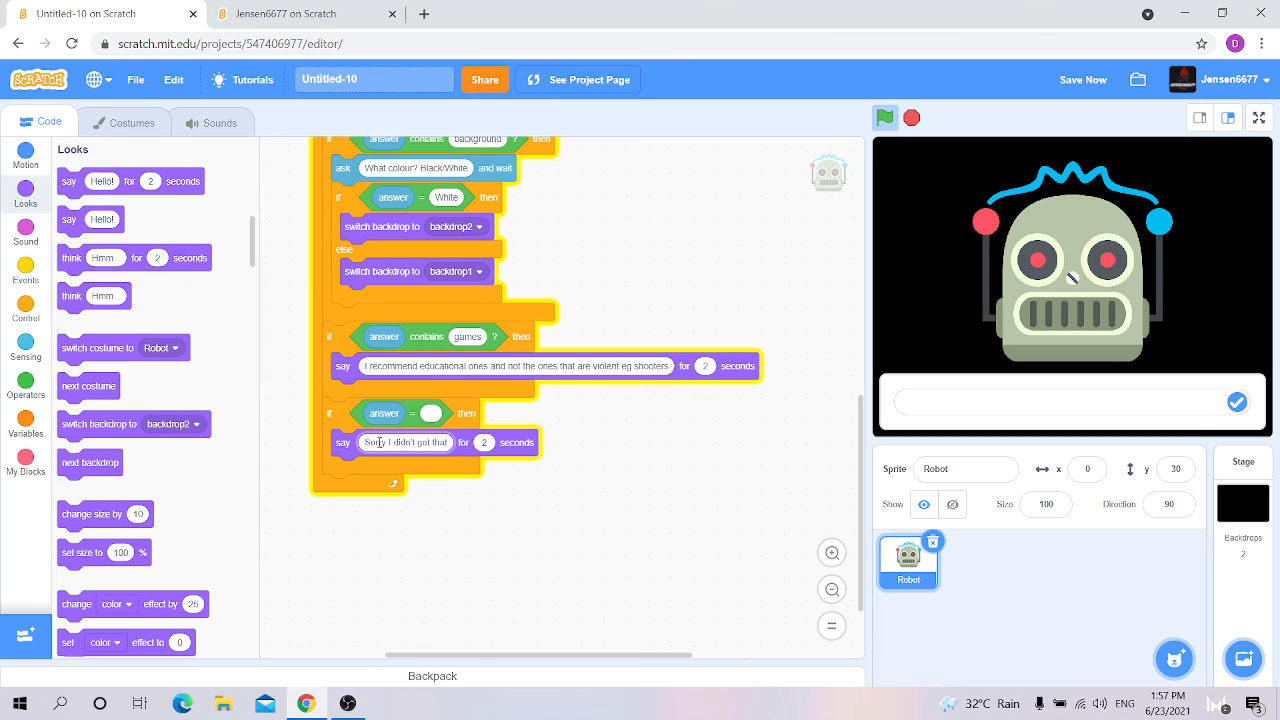 Untitled-10 on Scratch
Jensen6677 on Scratch
scratch.mit.edu/projects/547406977/editor/
D
SCRATCH
File
Edit
Tutorials
Untitled-10
Share
See Project Page
Save Now
Jensen6677
Code
Costumes
Sounds
Motion
Looks
Sound
Events
Control
Sensing
Operators
Variables
My Blocks
Looks
say Hello! for 2 seconds
say Hello!
think Hmm... for 2 seconds
think Hmm...
switch costume to Robot
next costume
switch backdrop to backdrop2
next backdrop
change size by 10
set size to 100 %
change color effect by 25
set color effect to 0
if answer contains background ? then
ask What colour? Black/White and wait
if answer = White then
switch backdrop to backdrop2
else
switch backdrop to backdrop1
if answer contains games ? then
say I recommend educational ones and not the ones that are violent eg shooters for 2 seconds
if answer = then
say Sorry I didn't get that for 2 seconds
Backpack
Sprite Robot x 0 y 30
Show Size 100 Direction 90
Robot
Stage
Backdrops
2
32°C Rain
1:57 PM
6/23/2021
2
3